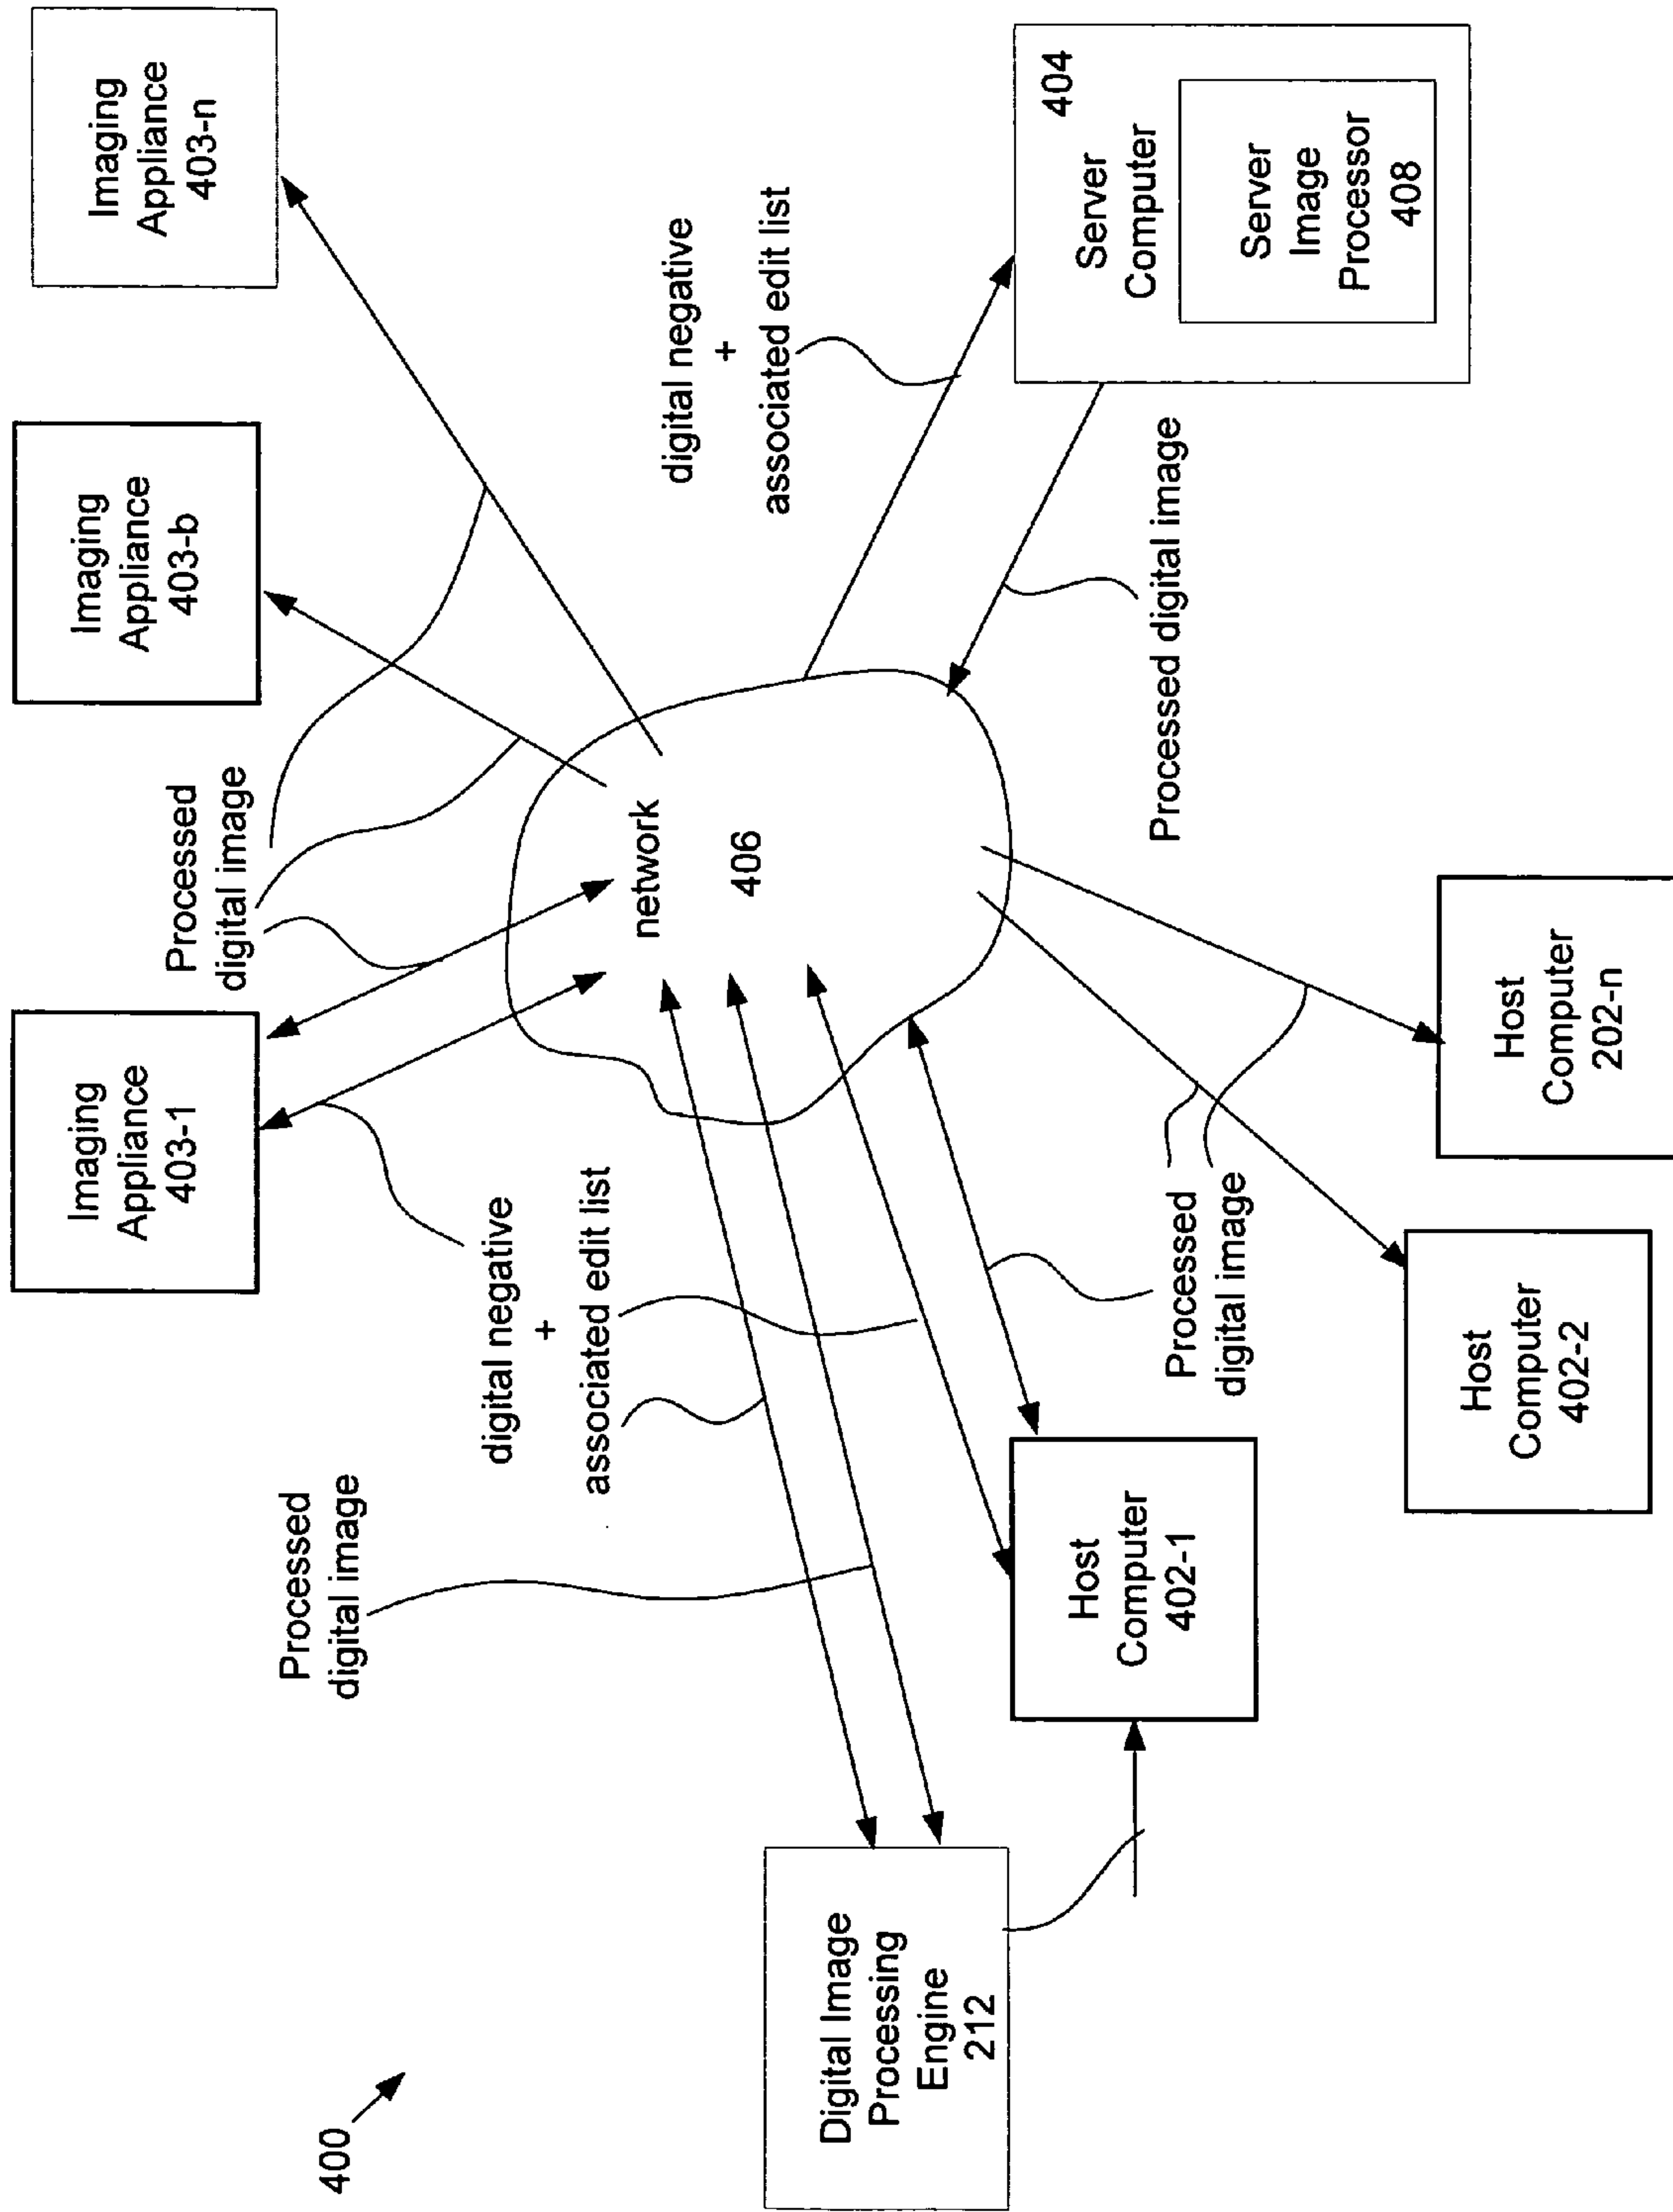 400
Digital Image
Processing
Engine
212
Processed
digital image
digital negative
+
associated edit list
Imaging
Appliance
403-1
Processed
digital image
Imaging
Appliance
403-b
Imaging
Appliance
403-n
network
406
Host
Computer
402-1
Processed
digital image
Host
Computer
402-2
Host
Computer
202-n
Processed digital image
digital negative
+
associated edit list
404
Server
Computer
Server
Image
Processor
408